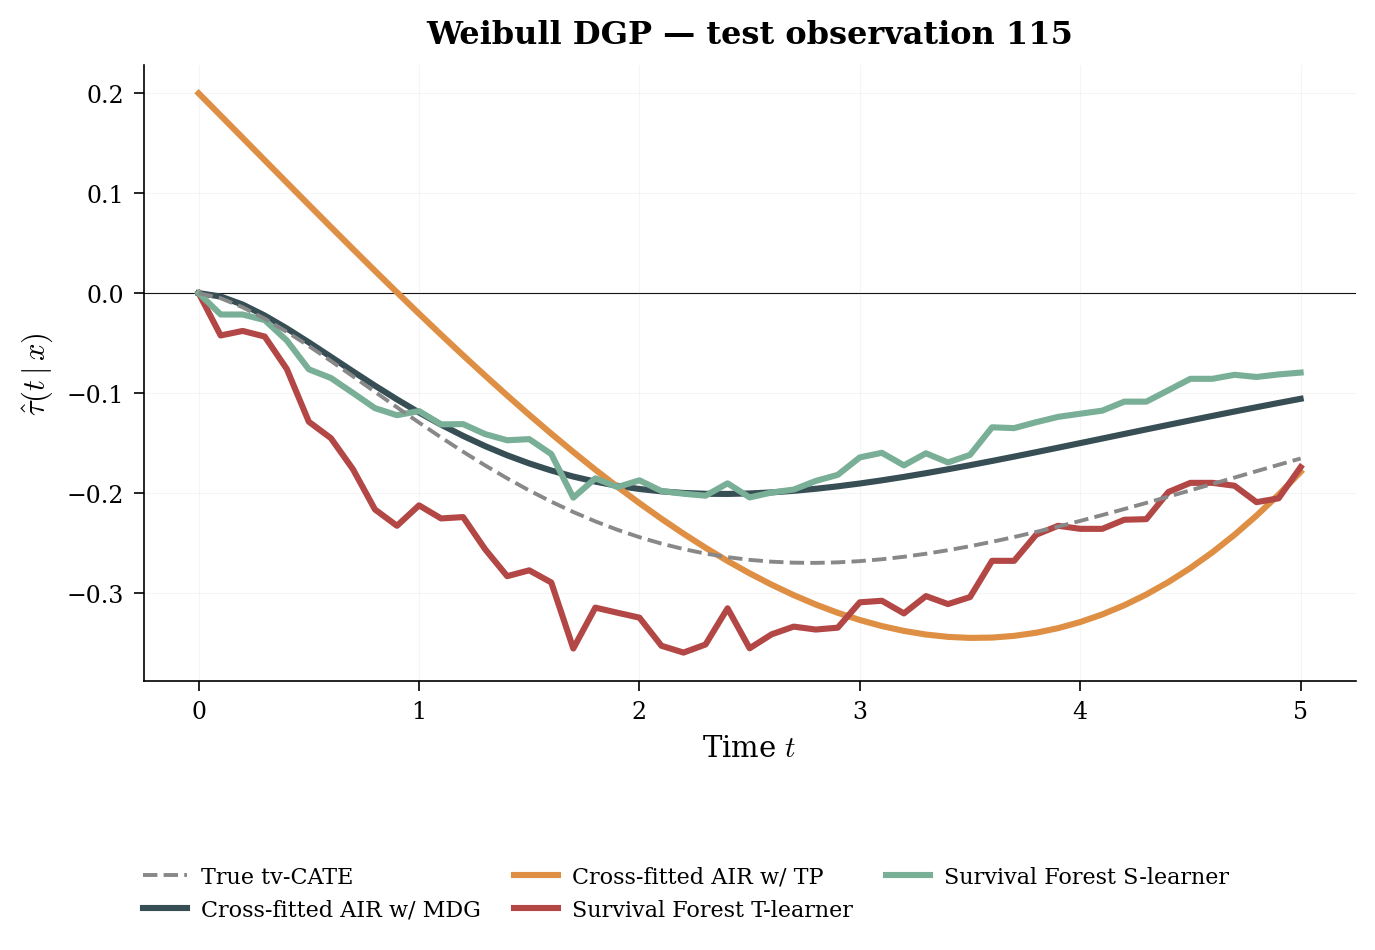 Weibull DGP — test observation 115
0.2
0.1
0.0
−0.1
−0.2
−0.3
τ̂(t | x)
0 1 2 3 4 5
Time t
True tv-CATE Cross-fitted AIR w/ TP Survival Forest S-learner
Cross-fitted AIR w/ MDG Survival Forest T-learner